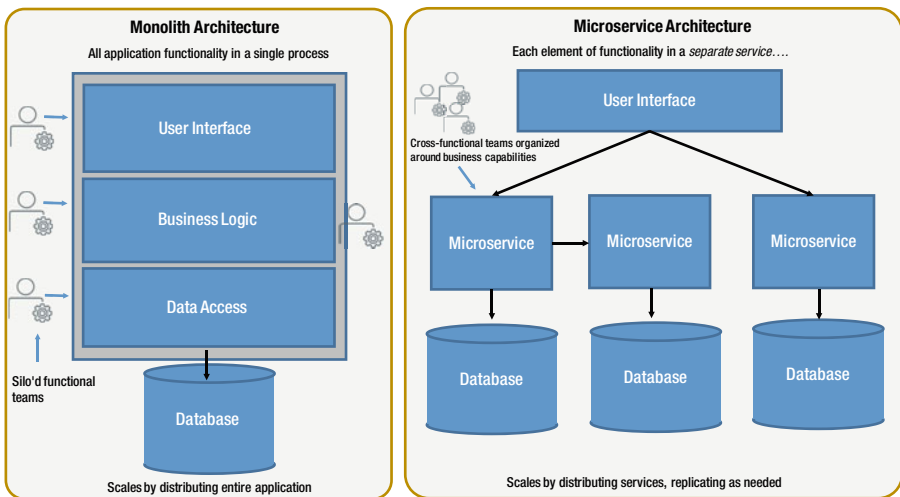 Monolith Architecture
All application functionality in a single process
User Interface
Business Logic
Data Access
Silo'd functional
teams
Database
Scales by distributing entire application
Microservice Architecture
Each element of functionality in a separate service....
User Interface
Cross-functional teams organized
around business capabilities
Microservice
Microservice
Microservice
Database
Database
Database
Scales by distributing services, replicating as needed